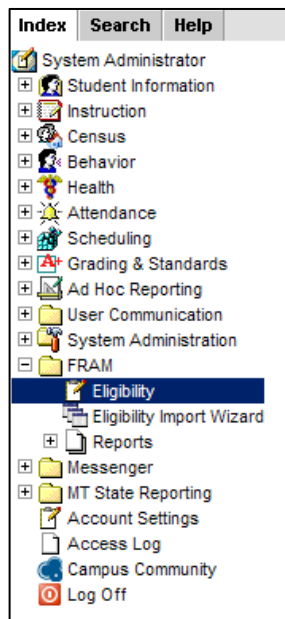 Index Search Help
System Administrator
Student Information
Instruction
Census
Behavior
Health
Attendance
Scheduling
Grading & Standards
Ad Hoc Reporting
User Communication
System Administration
FRAM
Eligibility
Eligibility Import Wizard
Reports
Messenger
MT State Reporting
Account Settings
Access Log
Campus Community
Log Off